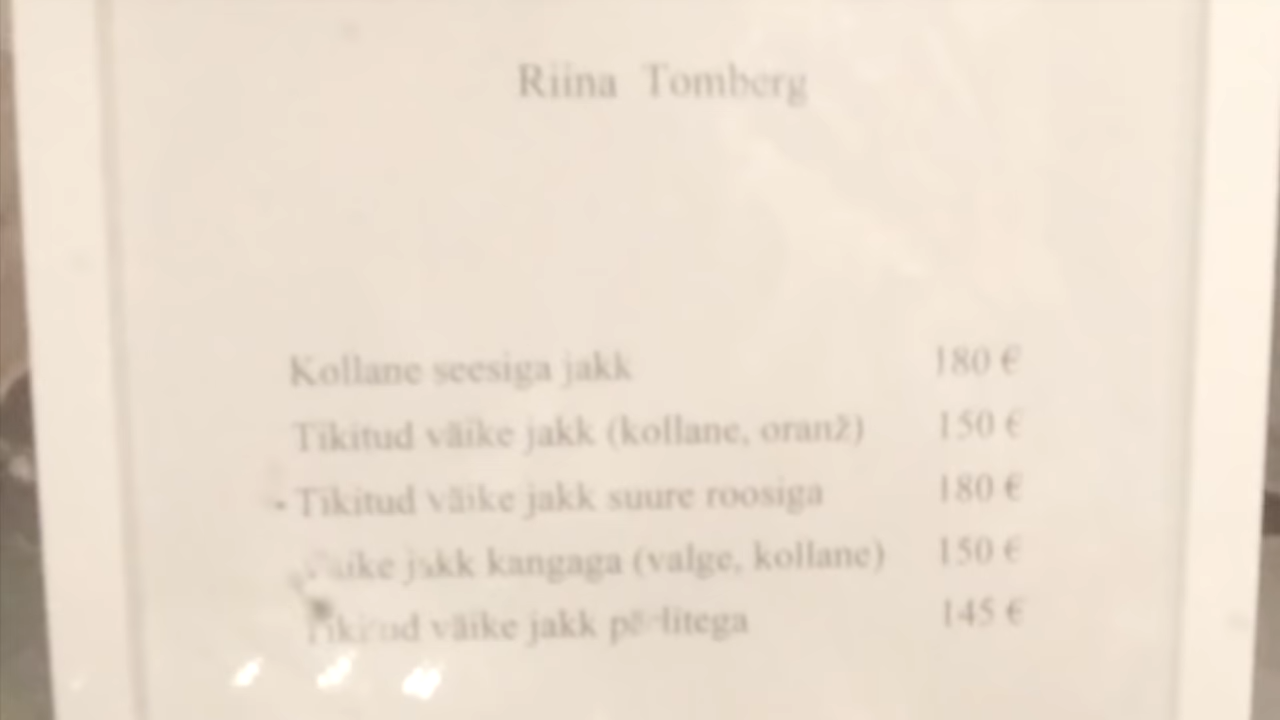 Riina Tomberg
Kollane seesiga jakk 180 €
Tikitud väike jakk (kollane, oranž) 150 €
- Tikitud väike jakk suure roosiga 180 €
jakk kangaga (valge, kollane) 150 €
Tikitud väike jakk 145 €